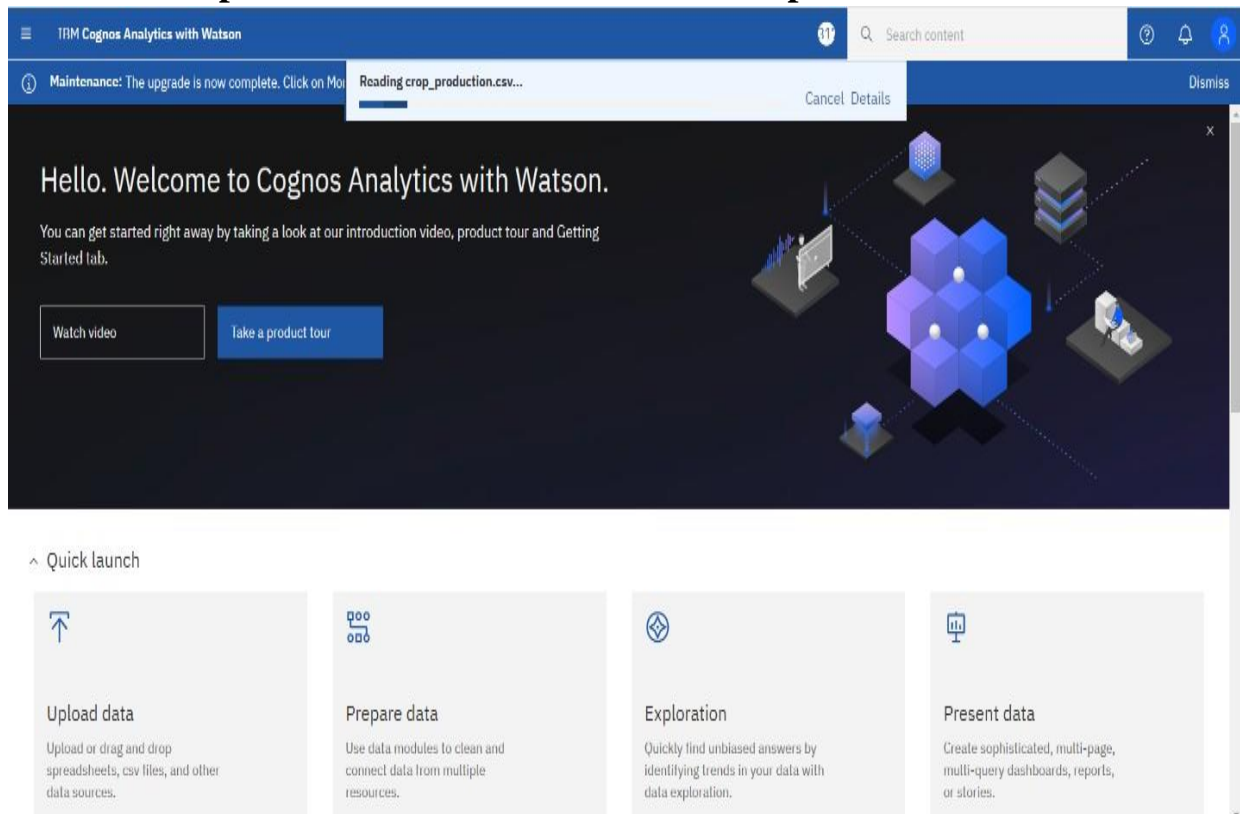 IBM Cognos Analytics with Watson
Search content
Maintenance: The upgrade is now complete. Click on Mor
Dismiss
Reading crop_production.csv...
Cancel Details
x
Hello. Welcome to Cognos Analytics with Watson.
You can get started right away by taking a look at our introduction video, product tour and Getting
Started tab.
Watch video
Take a product tour
Quick launch
Upload data
Upload or drag and drop
spreadsheets, csv files, and other
data sources.
Prepare data
Use data modules to clean and
connect data from multiple
resources.
Exploration
Quickly find unbiased answers by
identifying trends in your data with
data exploration.
Present data
Create sophisticated, multi-page,
multi-query dashboards, reports,
or stories.